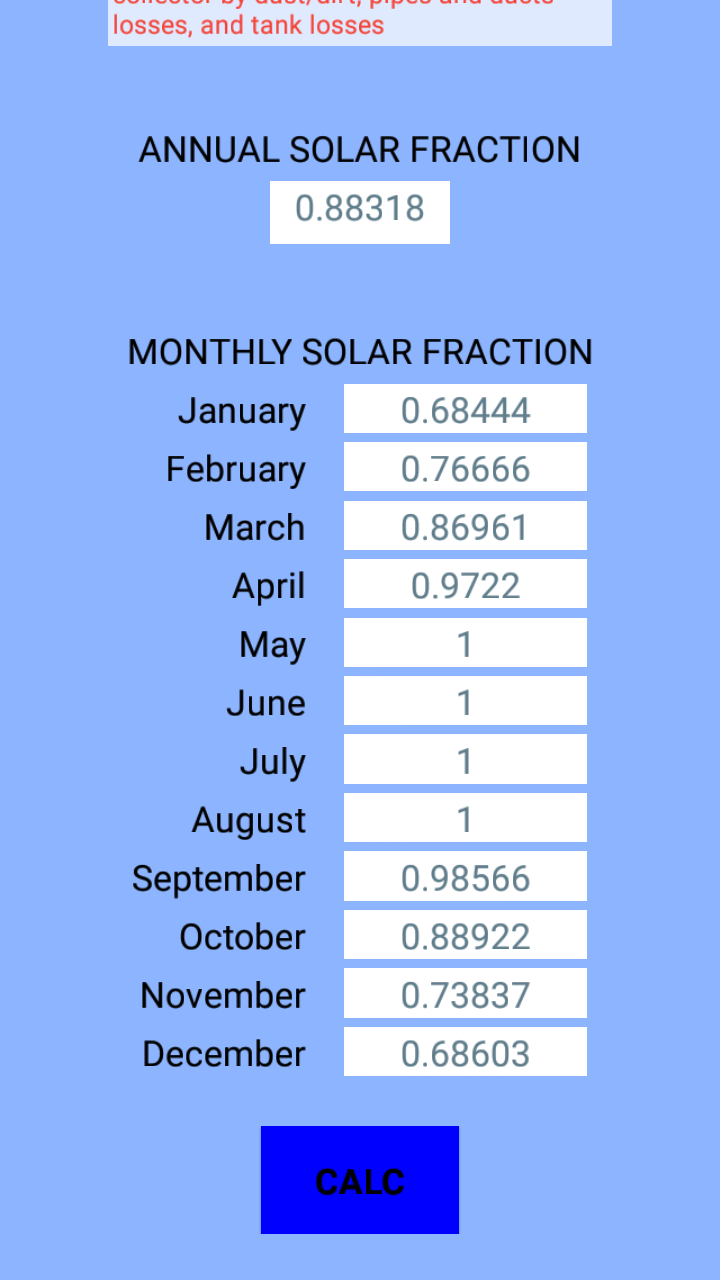 losses, and tank losses
ANNUAL SOLAR FRACTION
0.88318
MONTHLY SOLAR FRACTION
January 0.68444
February 0.76666
March 0.86961
April 0.9722
May 1
June 1
July 1
August 1
September 0.98566
October 0.88922
November 0.73837
December 0.68603
CALC